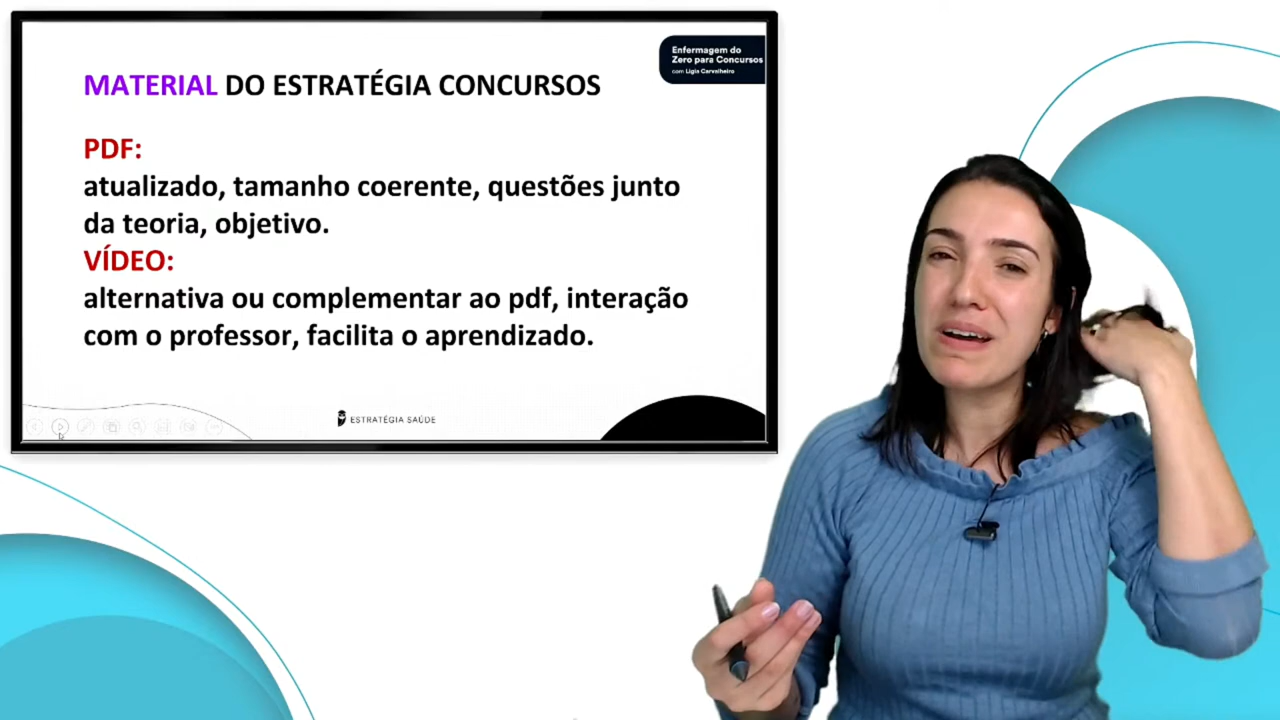 Enfermagem do
Zero para Concursos
com Ligia Carvalheiro
MATERIAL DO ESTRATÉGIA CONCURSOS
PDF:
atualizado, tamanho coerente, questões junto
da teoria, objetivo.
VÍDEO:
alternativa ou complementar ao pdf, interação
com o professor, facilita o aprendizado.
ESTRATÉGIA SAÚDE